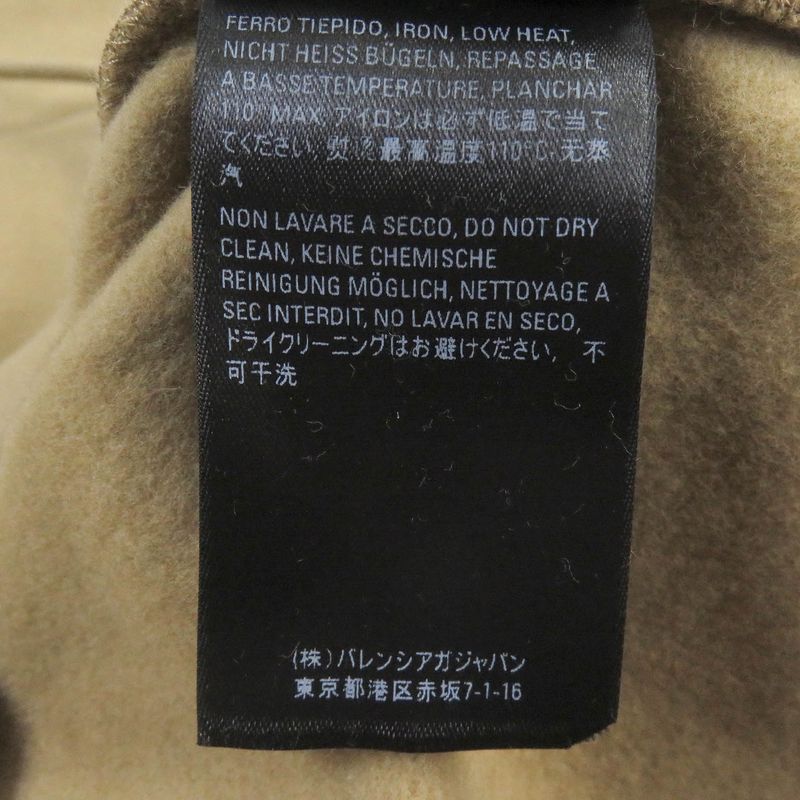 FERRO TIEPIDO, IRON, LOW HEAT,
NICHT HEISS BÜGELN, REPASSAGE
A BASSE TEMPERATURE, PLANCHAR
110° MAX, アイロンは必ず低温で当て
てください, 熨 最高温度110°C·无蒸
汽
NON LAVARE A SECCO, DO NOT DRY
CLEAN, KEINE CHEMISCHE
REINIGUNG MÖGLICH, NETTOYAGE A
SEC INTERDIT, NO LAVAR EN SECO,
ドライクリーニングはお避けください, 不
可干洗
(株)バレンシアガジャパン
東京都港区赤坂7-1-16